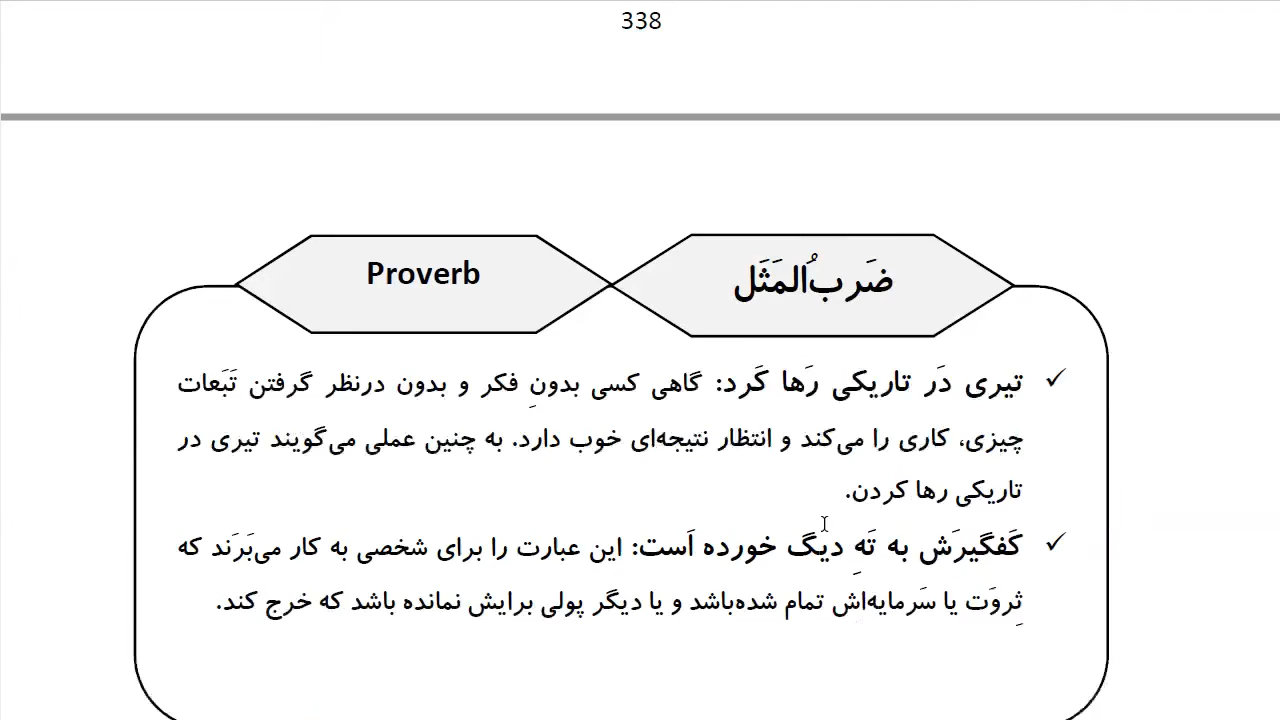 338
ضَربُ‌المَثَل
Proverb
✓ تیری دَر تاریکی رَها کَرد: گاهی کسی بدونِ فکر و بدون درنظر گرفتن تَبَعات
چیزی، کاری را می‌کند و انتظار نتیجه‌ای خوب دارد. به چنین عملی می‌گویند تیری در
تاریکی رها کردن.
✓ کَفگیرَش به تَهِ دیگ خورده اَست: این عبارت را برای شخصی به کار می‌بَرَند که
ثِروَت یا سَرمایه‌اش تمام شده‌باشد و یا دیگر پولی برایش نمانده باشد که خرج کند.